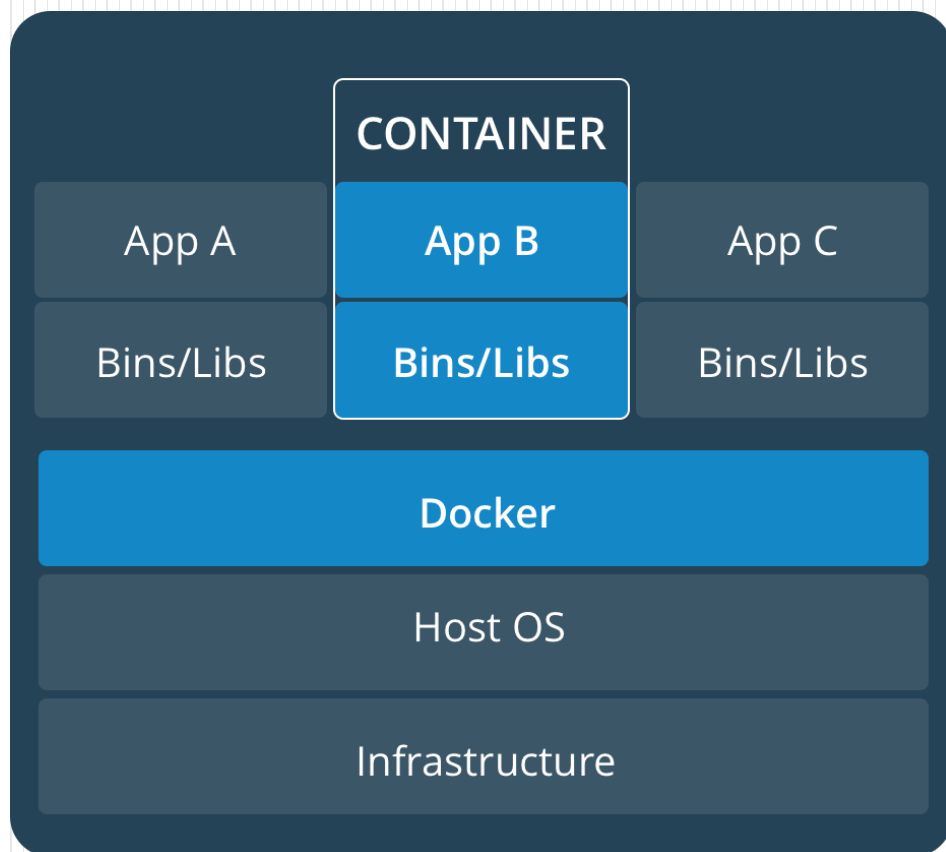 CONTAINER
App A
App B
App C
Bins/Libs
Bins/Libs
Bins/Libs
Docker
Host OS
Infrastructure